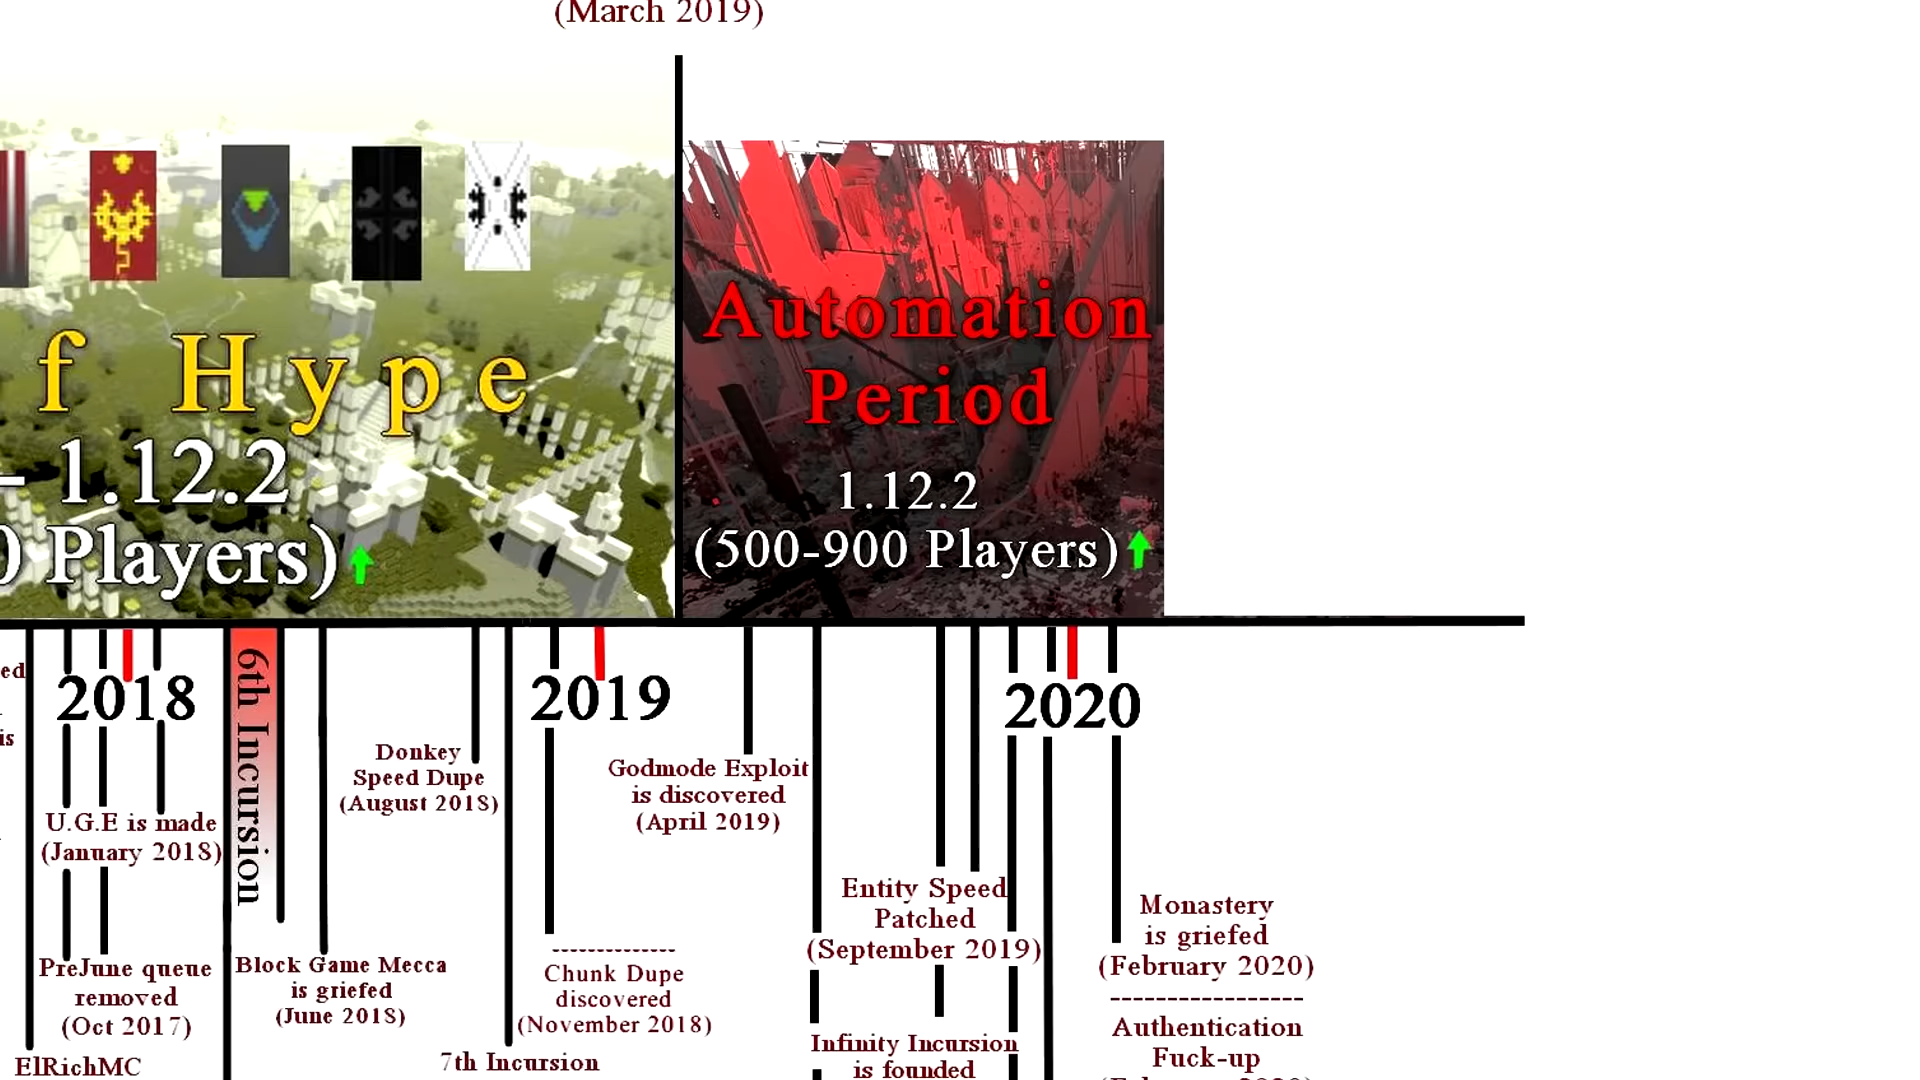 (March 2019)
f Hype
- 1.12.2
0 Players)
Automation
Period
1.12.2
(500-900 Players)
ed
is
2018
6th Incursion
2019
2020
Donkey
Speed Dupe
(August 2018)
Godmode Exploit
is discovered
(April 2019)
U.G.E is made
(January 2018)
Entity Speed
Patched
(September 2019)
Monastery
is griefed
(February 2020)
-----------------
PreJune queue
removed
(Oct 2017)
Block Game Mecca
is griefed
(June 2018)
--------------
Chunk Dupe
discovered
(November 2018)
Authentication
Fuck-up
ElRichMC
7th Incursion
Infinity Incursion
is founded